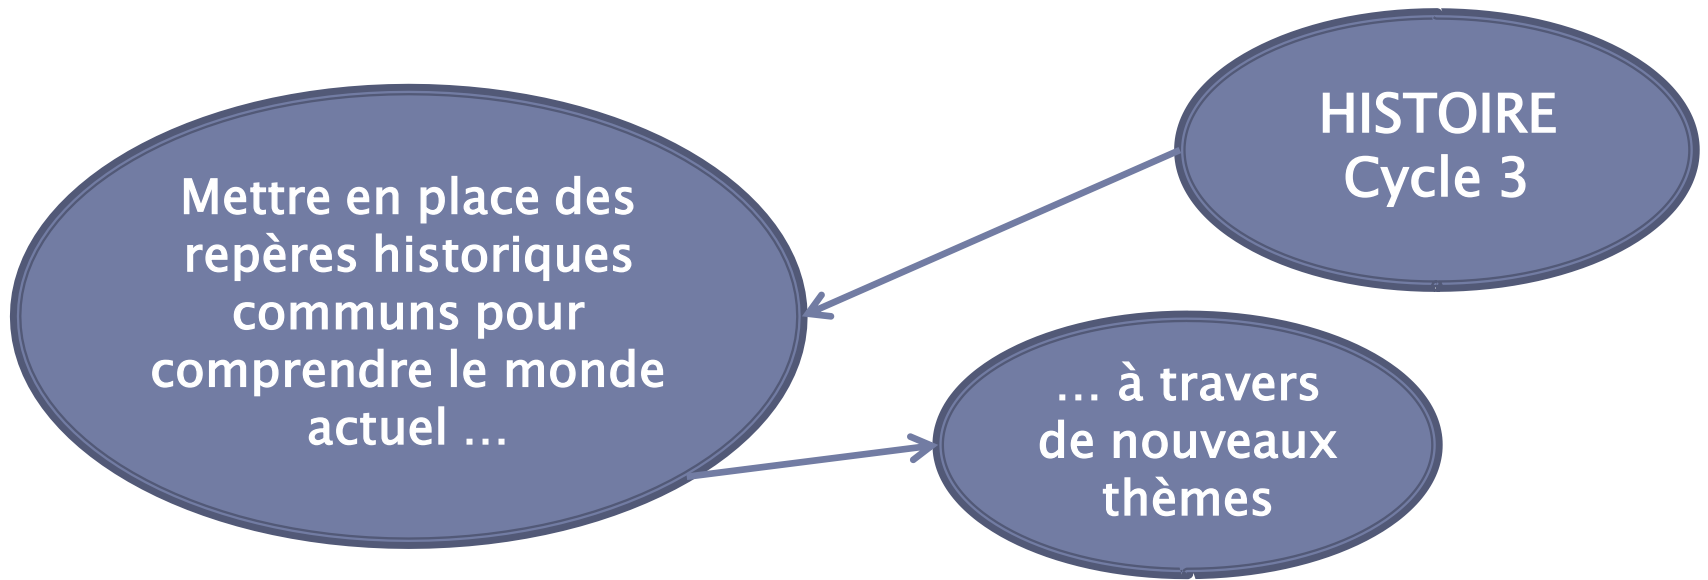 HISTOIRE
Cycle 3
Mettre en place des
repères historiques
communs pour
comprendre le monde
actuel …
… à travers
de nouveaux
thèmes